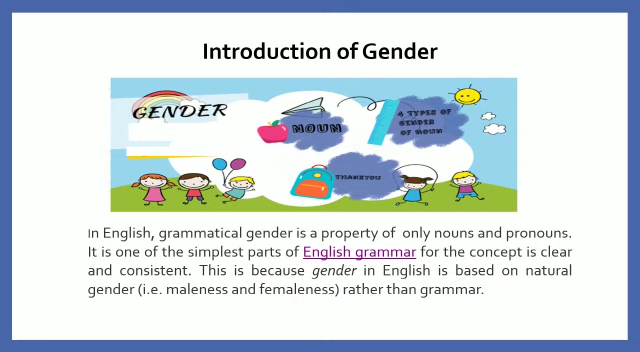 Introduction of Gender
GENDER
NOUN
4 TYPES OF
GENDER
OF NOUN
THANKYOU
In English, grammatical gender is a property of only nouns and pronouns.
It is one of the simplest parts of English grammar for the concept is clear
and consistent. This is because gender in English is based on natural
gender (i.e. maleness and femaleness) rather than grammar.